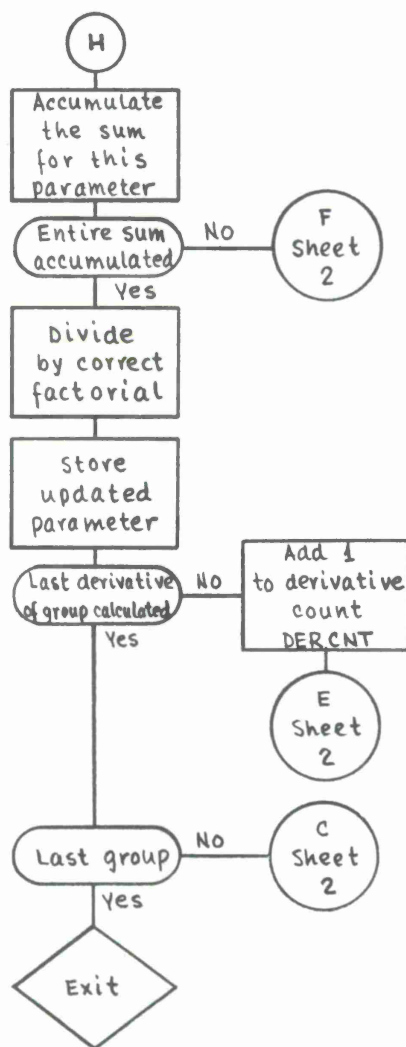 H
Accumulate
the sum
for this
parameter
Entire sum
accumulated
NO
F
Sheet
2
Yes
Divide
by correct
factorial
Store
updated
parameter
Last derivative
of group calculated
NO
Add 1
to derivative
count
DERCNT
Yes
E
Sheet
2
Last group
NO
C
Sheet
2
Yes
Exit